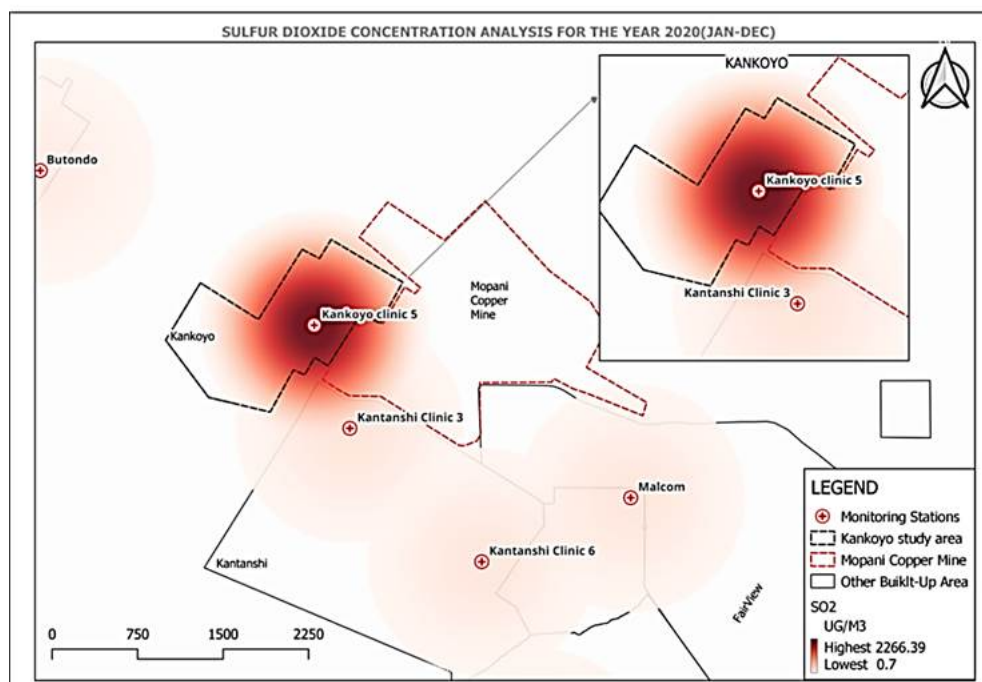 SULFUR DIOXIDE CONCENTRATION ANALYSIS FOR THE YEAR 2020(JAN-DEC)
KANKOYO
Kankoyo clinic 5
Kantanshi Clinic 3
Butondo
Mopani
Copper
Mine
Kankoyo clinic 5
Kankoyo
Kantanshi Clinic 3
Malcom
Kantanshi Clinic 6
Kantanshi
FairView
0 750 1500 2250
LEGEND
Monitoring Stations
Kankoyo study area
Mopani Copper Mine
Other Buiklt-Up Area
SO2
UG/M3
Highest 2266.39
Lowest 0.7